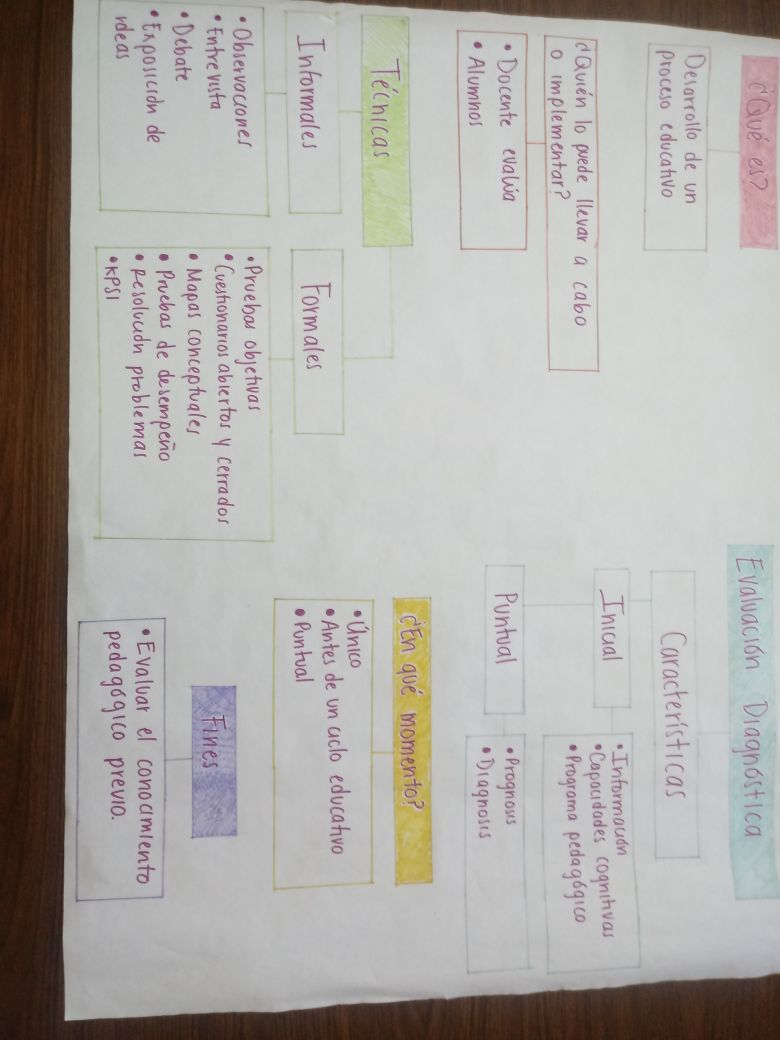 ¿Qué es?
Desarrollo de un
proceso educativo
¿Quién lo puede llevar a cabo
o implementar?
• Docente evalúa
• Alumnos
Técnicas
Informales
• Observaciones
• Entrevista
• Debate
• Exposición de
ideas
Formales
• Pruebas objetivas
• Cuestionarios abiertos y cerrados
• Mapas conceptuales
• Pruebas de desempeño
• Resolución problemas
• KPSI
Evaluación Diagnóstica
Características
Inicial
• Información
• Capacidades cognitivas
• Programa pedagógico
Puntual
• Prognosis
• Diagnosis
¿En qué momento?
• Único
• Antes de un ciclo educativo
• Puntual
Fines
• Evaluar el conocimiento
pedagógico previo.